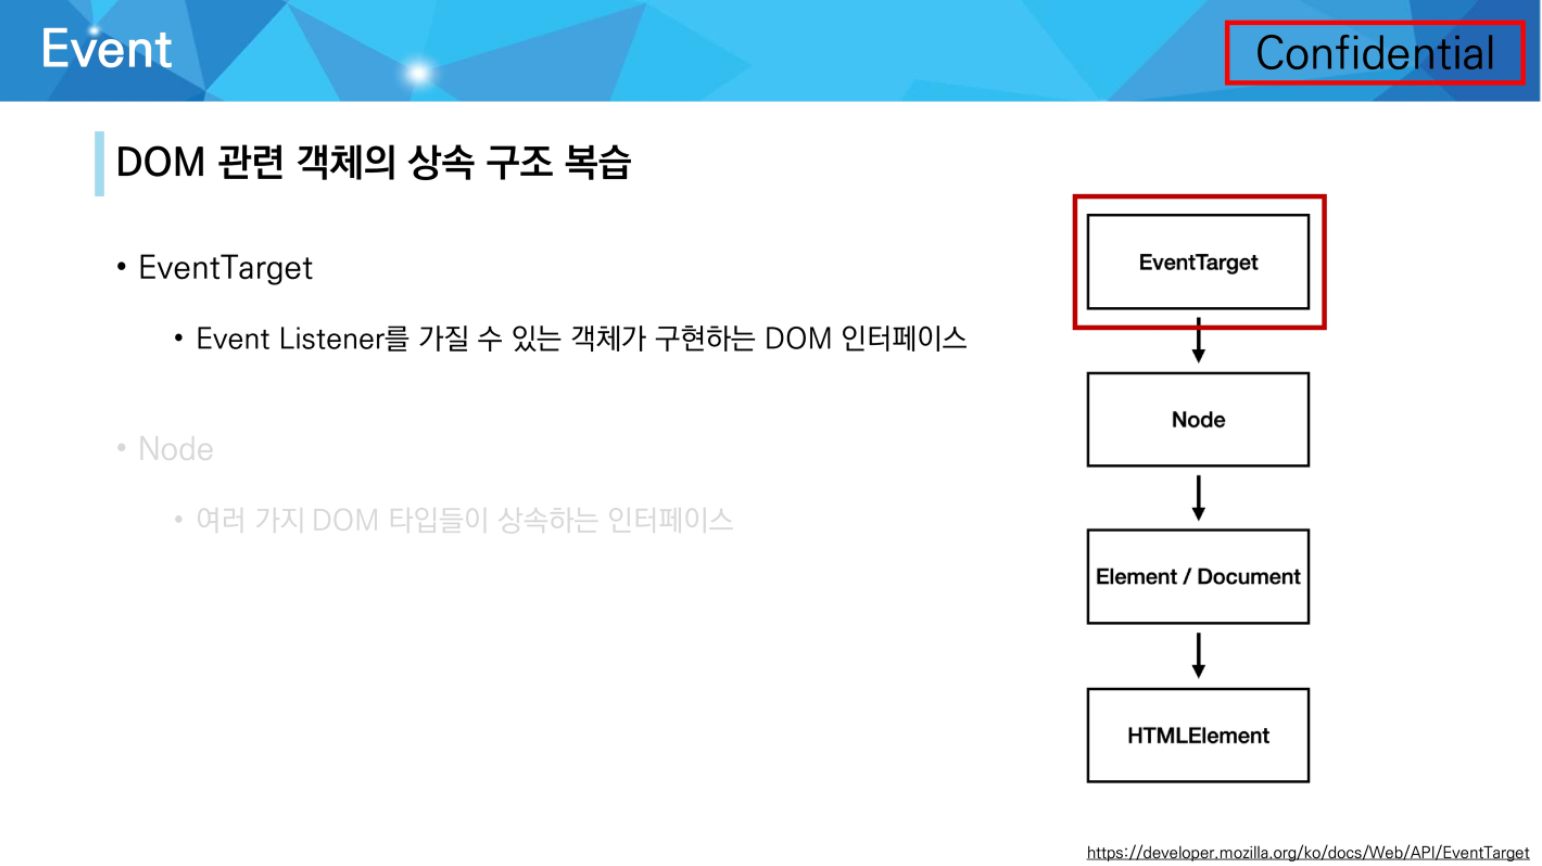 Event
Confidential
DOM 관련 객체의 상속 구조 복습
• EventTarget
• Event Listener를 가질 수 있는 객체가 구현하는 DOM 인터페이스
• Node
• 여러 가지 DOM 타입들이 상속하는 인터페이스
EventTarget
Node
Element / Document
HTMLElement
https://developer.mozilla.org/ko/docs/Web/API/EventTarget